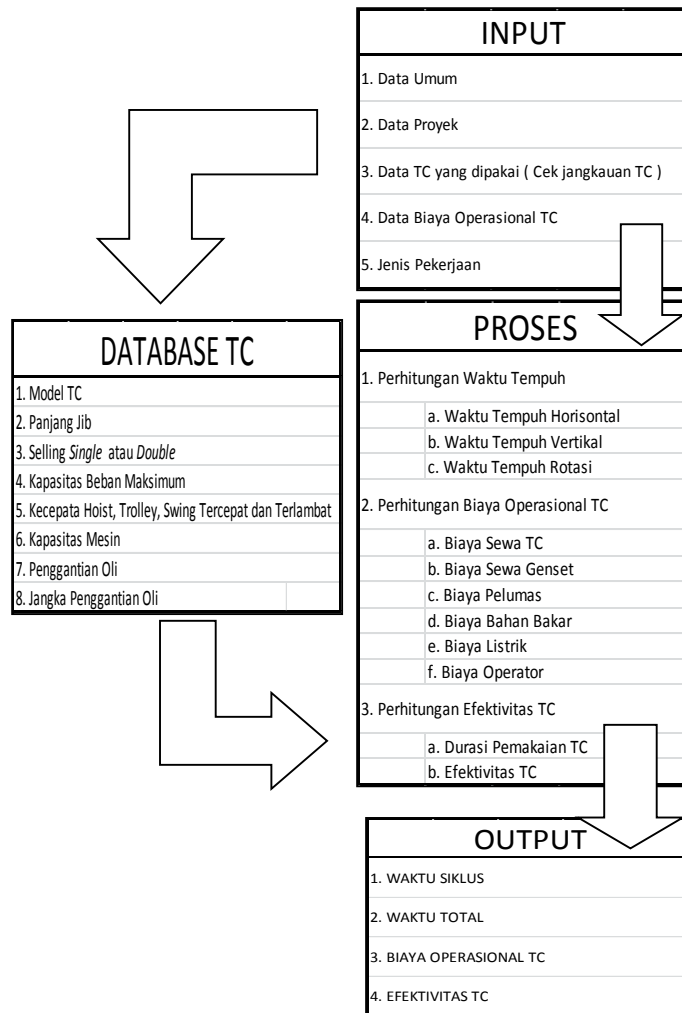 INPUT
1. Data Umum
2. Data Proyek
3. Data TC yang dipakai ( Cek jangkauan TC )
4. Data Biaya Operasional TC
5. Jenis Pekerjaan
DATABASE TC
1. Model TC
2. Panjang Jib
3. Selling Single atau Double
4. Kapasitas Beban Maksimum
5. Kecepata Hoist, Trolley, Swing Tercepat dan Terlambat
6. Kapasitas Mesin
7. Penggantian Oli
8. Jangka Penggantian Oli
PROSES
1. Perhitungan Waktu Tempuh
a. Waktu Tempuh Horisontal
b. Waktu Tempuh Vertikal
c. Waktu Tempuh Rotasi
2. Perhitungan Biaya Operasional TC
a. Biaya Sewa TC
b. Biaya Sewa Genset
c. Biaya Pelumas
d. Biaya Bahan Bakar
e. Biaya Listrik
f. Biaya Operator
3. Perhitungan Efektivitas TC
a. Durasi Pemakaian TC
b. Efektivitas TC
OUTPUT
1. WAKTU SIKLUS
2. WAKTU TOTAL
3. BIAYA OPERASIONAL TC
4. EFEKTIVITAS TC